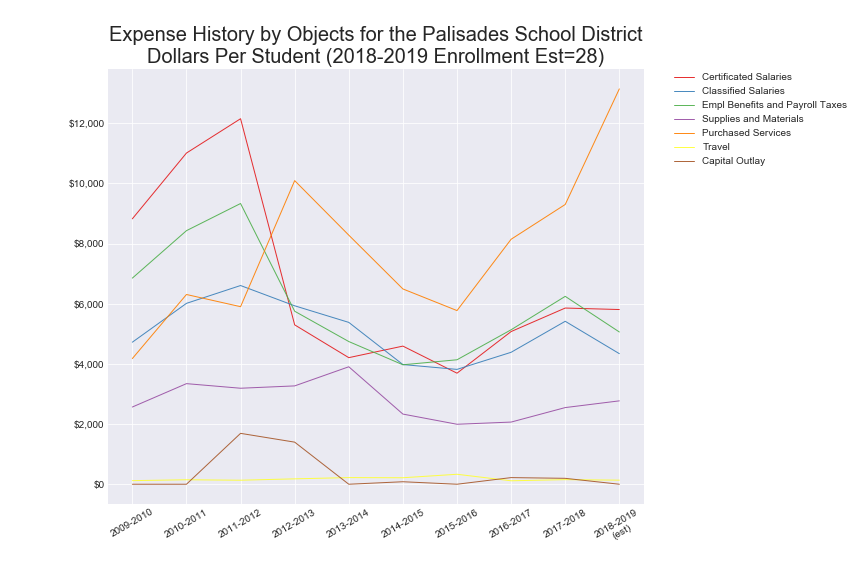 Expense History by Objects for the Palisades School District
Dollars Per Student (2018-2019 Enrollment Est=28)
Certificated Salaries
Classified Salaries
Empl Benefits and Payroll Taxes
Supplies and Materials
Purchased Services
Travel
Capital Outlay
$12,000
$10,000
$8,000
$6,000
$4,000
$2,000
$0
2009-2010
2010-2011
2011-2012
2012-2013
2013-2014
2014-2015
2015-2016
2016-2017
2017-2018
2018-2019
(est)